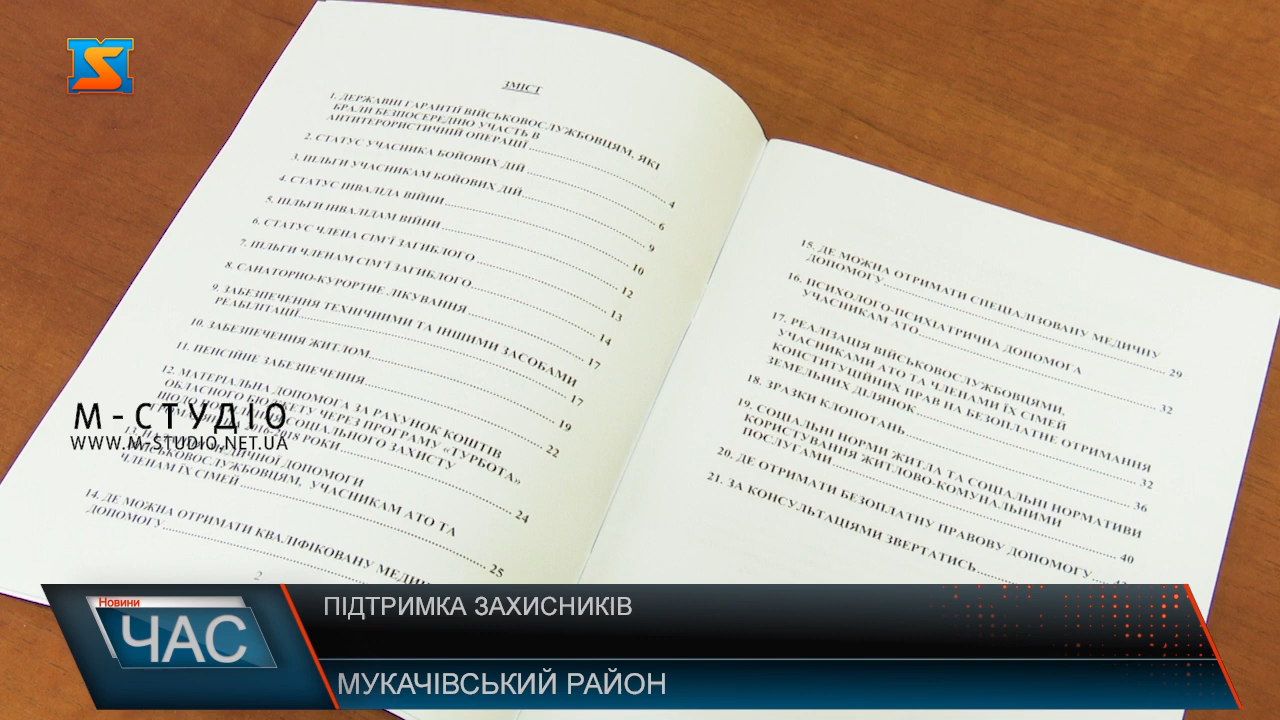 ЗМІСТ
1. ДЕРЖАВНІ ГАРАНТІЇ ВІЙСЬКОВОСЛУЖБОВЦЯМ, ЯКІ
БРАЛИ БЕЗПОСЕРЕДНЮ УЧАСТЬ В
АНТИТЕРОРИСТИЧНІЙ ОПЕРАЦІЇ 4
2. СТАТУС УЧАСНИКА БОЙОВИХ ДІЙ 6
3. ПІЛЬГИ УЧАСНИКАМ БОЙОВИХ ДІЙ 9
4. СТАТУС ІНВАЛІДА ВІЙНИ 10
5. ПІЛЬГИ ІНВАЛІДАМ ВІЙНИ 12
6. СТАТУС ЧЛЕНА СІМ'Ї ЗАГИБЛОГО 13
7. ПІЛЬГИ ЧЛЕНАМ СІМ'Ї ЗАГИБЛОГО 14
8. САНАТОРНО-КУРОРТНЕ ЛІКУВАННЯ 17
9. ЗАБЕЗПЕЧЕННЯ ТЕХНІЧНИМИ ТА ІНШИМИ ЗАСОБАМИ
РЕАБІЛІТАЦІЇ 17
10. ЗАБЕЗПЕЧЕННЯ ЖИТЛОМ 19
11. ПЕНСІЙНЕ ЗАБЕЗПЕЧЕННЯ 22
12. МАТЕРІАЛЬНА ДОПОМОГА ЗА РАХУНОК КОШТІВ
ОБЛАСНОГО БЮДЖЕТУ ЧЕРЕЗ ПРОГРАМУ «ТУРБОТА»
ЩОДО СОЦІАЛЬНОГО ЗАХИСТУ
2016-2018 РОКИ 24
ДОПОМОГИ
ВІЙСЬКОВОСЛУЖБОВЦЯМ, УЧАСНИКАМ АТО ТА
ЧЛЕНАМ ЇХ СІМЕЙ 25
14. ДЕ МОЖНА ОТРИМАТИ КВАЛІФІКОВАНУ
ДОПОМОГУ
2
15. ДЕ МОЖНА ОТРИМАТИ СПЕЦІАЛІЗОВАНУ МЕДИЧНУ
ДОПОМОГУ 29
16. ПСИХОЛОГО-ПСІХІАТРИЧНА ДОПОМОГА
УЧАСНИКАМ АТО 32
17. РЕАЛІЗАЦІЯ ВІЙСЬКОВОСЛУЖБОВЦЯМИ,
УЧАСНИКАМИ АТО ТА ЧЛЕНАМИ ЇХ СІМЕЙ
КОНСТИТУЦІЙНИХ ПРАВ НА БЕЗОПЛАТНЕ ОТРИМАННЯ
ЗЕМЕЛЬНИХ ДІЛЯНОК 32
18. ЗРАЗКИ КЛОПОТАНЬ 36
19. СОЦІАЛЬНІ НОРМИ ЖИТЛА ТА СОЦІАЛЬНІ НОРМАТИВИ
КОРИСТУВАННЯ ЖИТЛОВО-КОМУНАЛЬНИМИ
ПОСЛУГАМИ 40
20. ДЕ ОТРИМАТИ БЕЗОПЛАТНУ ПРАВОВУ ДОПОМОГУ
21. ЗА КОНСУЛЬТАЦІЯМИ ЗВЕРТАТИСЬ
М-СТУДІО
WWW.M-STUDIO.NET.UA
Новини
ЧАС
ПІДТРИМКА ЗАХИСНИКІВ
МУКАЧІВСЬКИЙ РАЙОН